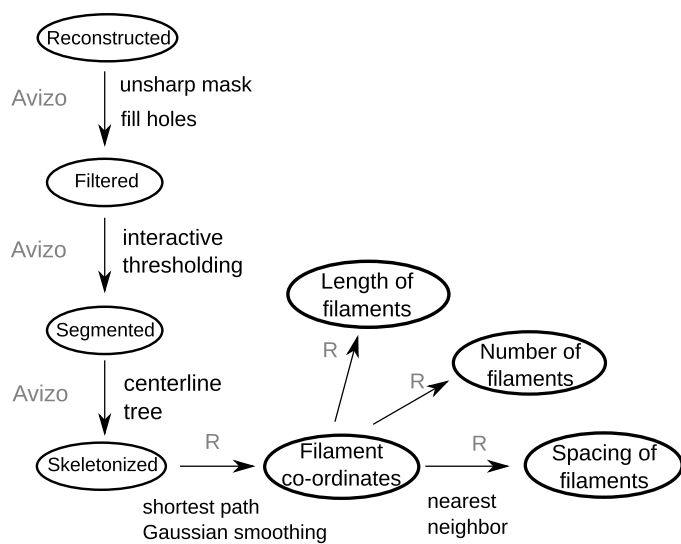 Reconstructed
Avizo
unsharp mask
fill holes
Filtered
Avizo
interactive
thresholding
Segmented
Avizo
centerline
tree
Skeletonized
R
shortest path
Gaussian smoothing
Filament
co-ordinates
R
Length of
filaments
R
Number of
filaments
R
nearest
neighbor
Spacing of
filaments